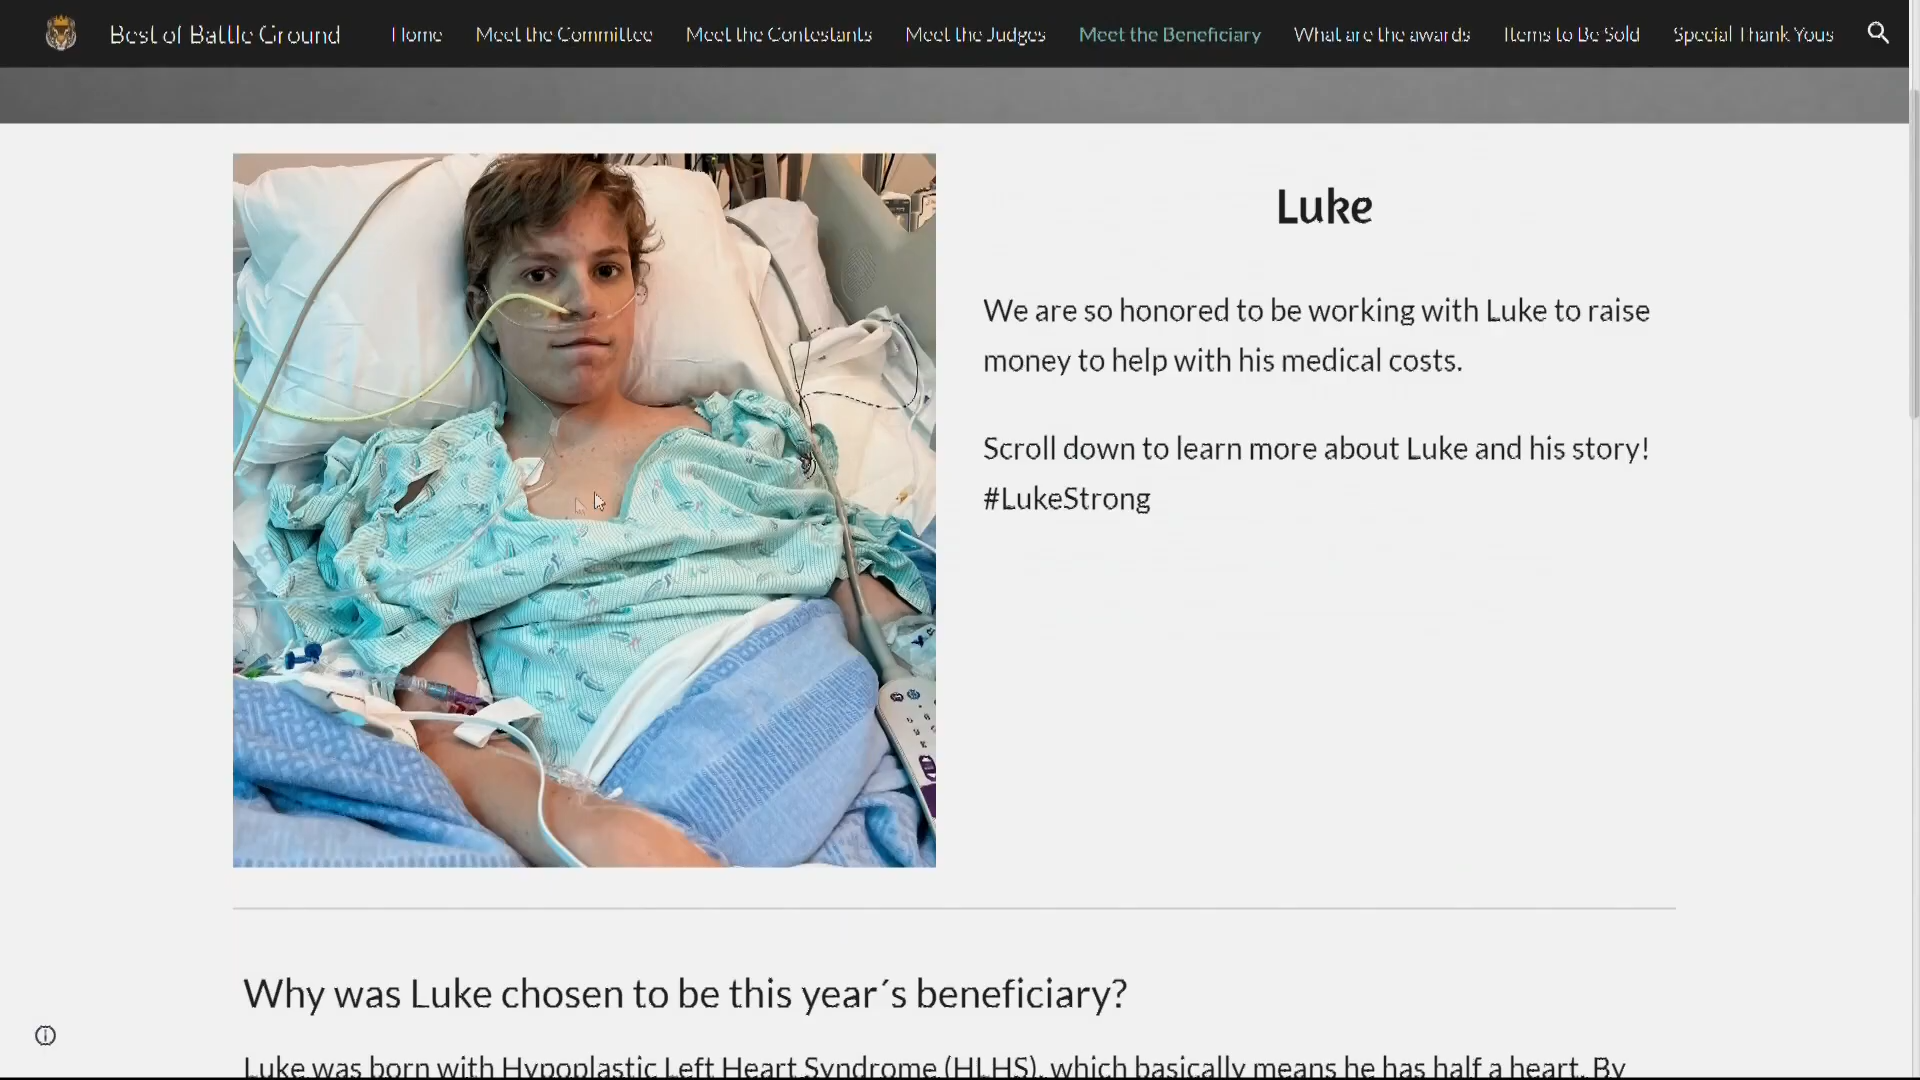 Best of Battle Ground
Home
Meet the Committee
Meet the Contestants
Meet the Judges
Meet the Beneficiary
What are the awards
Items to Be Sold
Special Thank Yous
Luke
We are so honored to be working with Luke to raise
money to help with his medical costs.
Scroll down to learn more about Luke and his story!
#LukeStrong
Why was Luke chosen to be this year´s beneficiary?
Luke was born with Hypoplastic Left Heart Syndrome (HLHS), which basically means he has half a heart. By